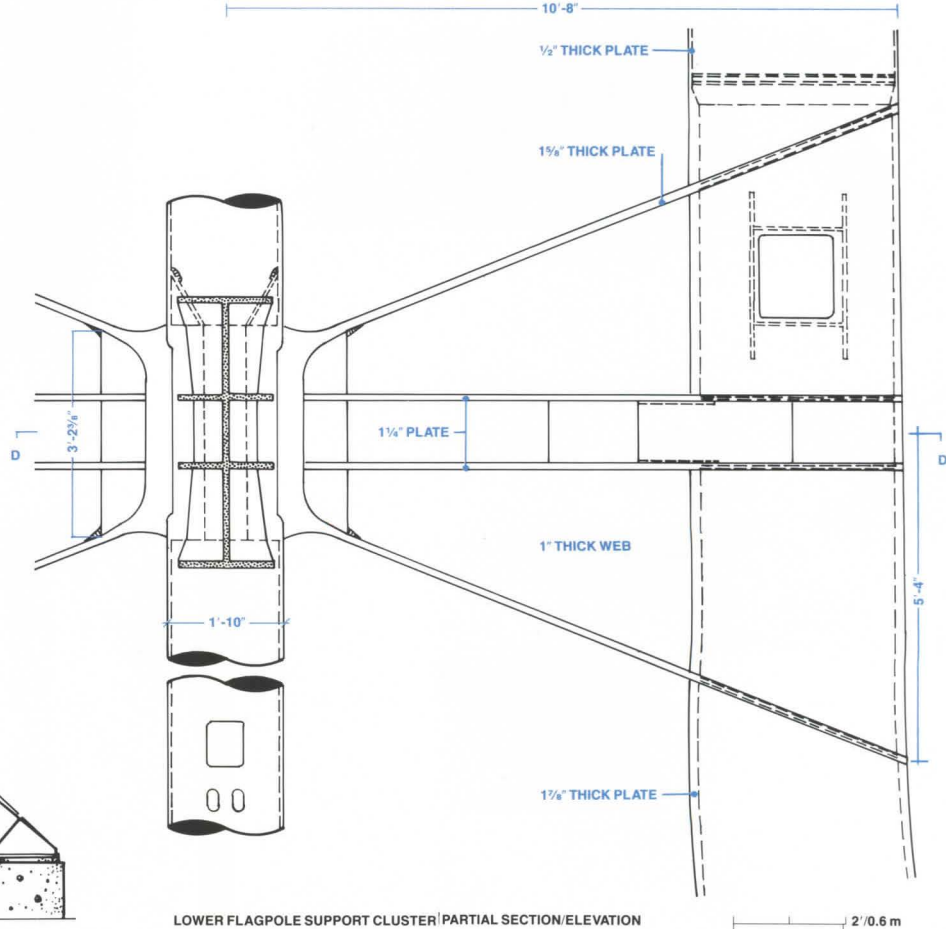 10'-8"
½" THICK PLATE
1⅝" THICK PLATE
3'-2⅜"
1¼" PLATE
D
D
1" THICK WEB
5'-4"
1'-10"
1⅞" THICK PLATE
LOWER FLAGPOLE SUPPORT CLUSTER PARTIAL SECTION/ELEVATION
2'/0.6 m